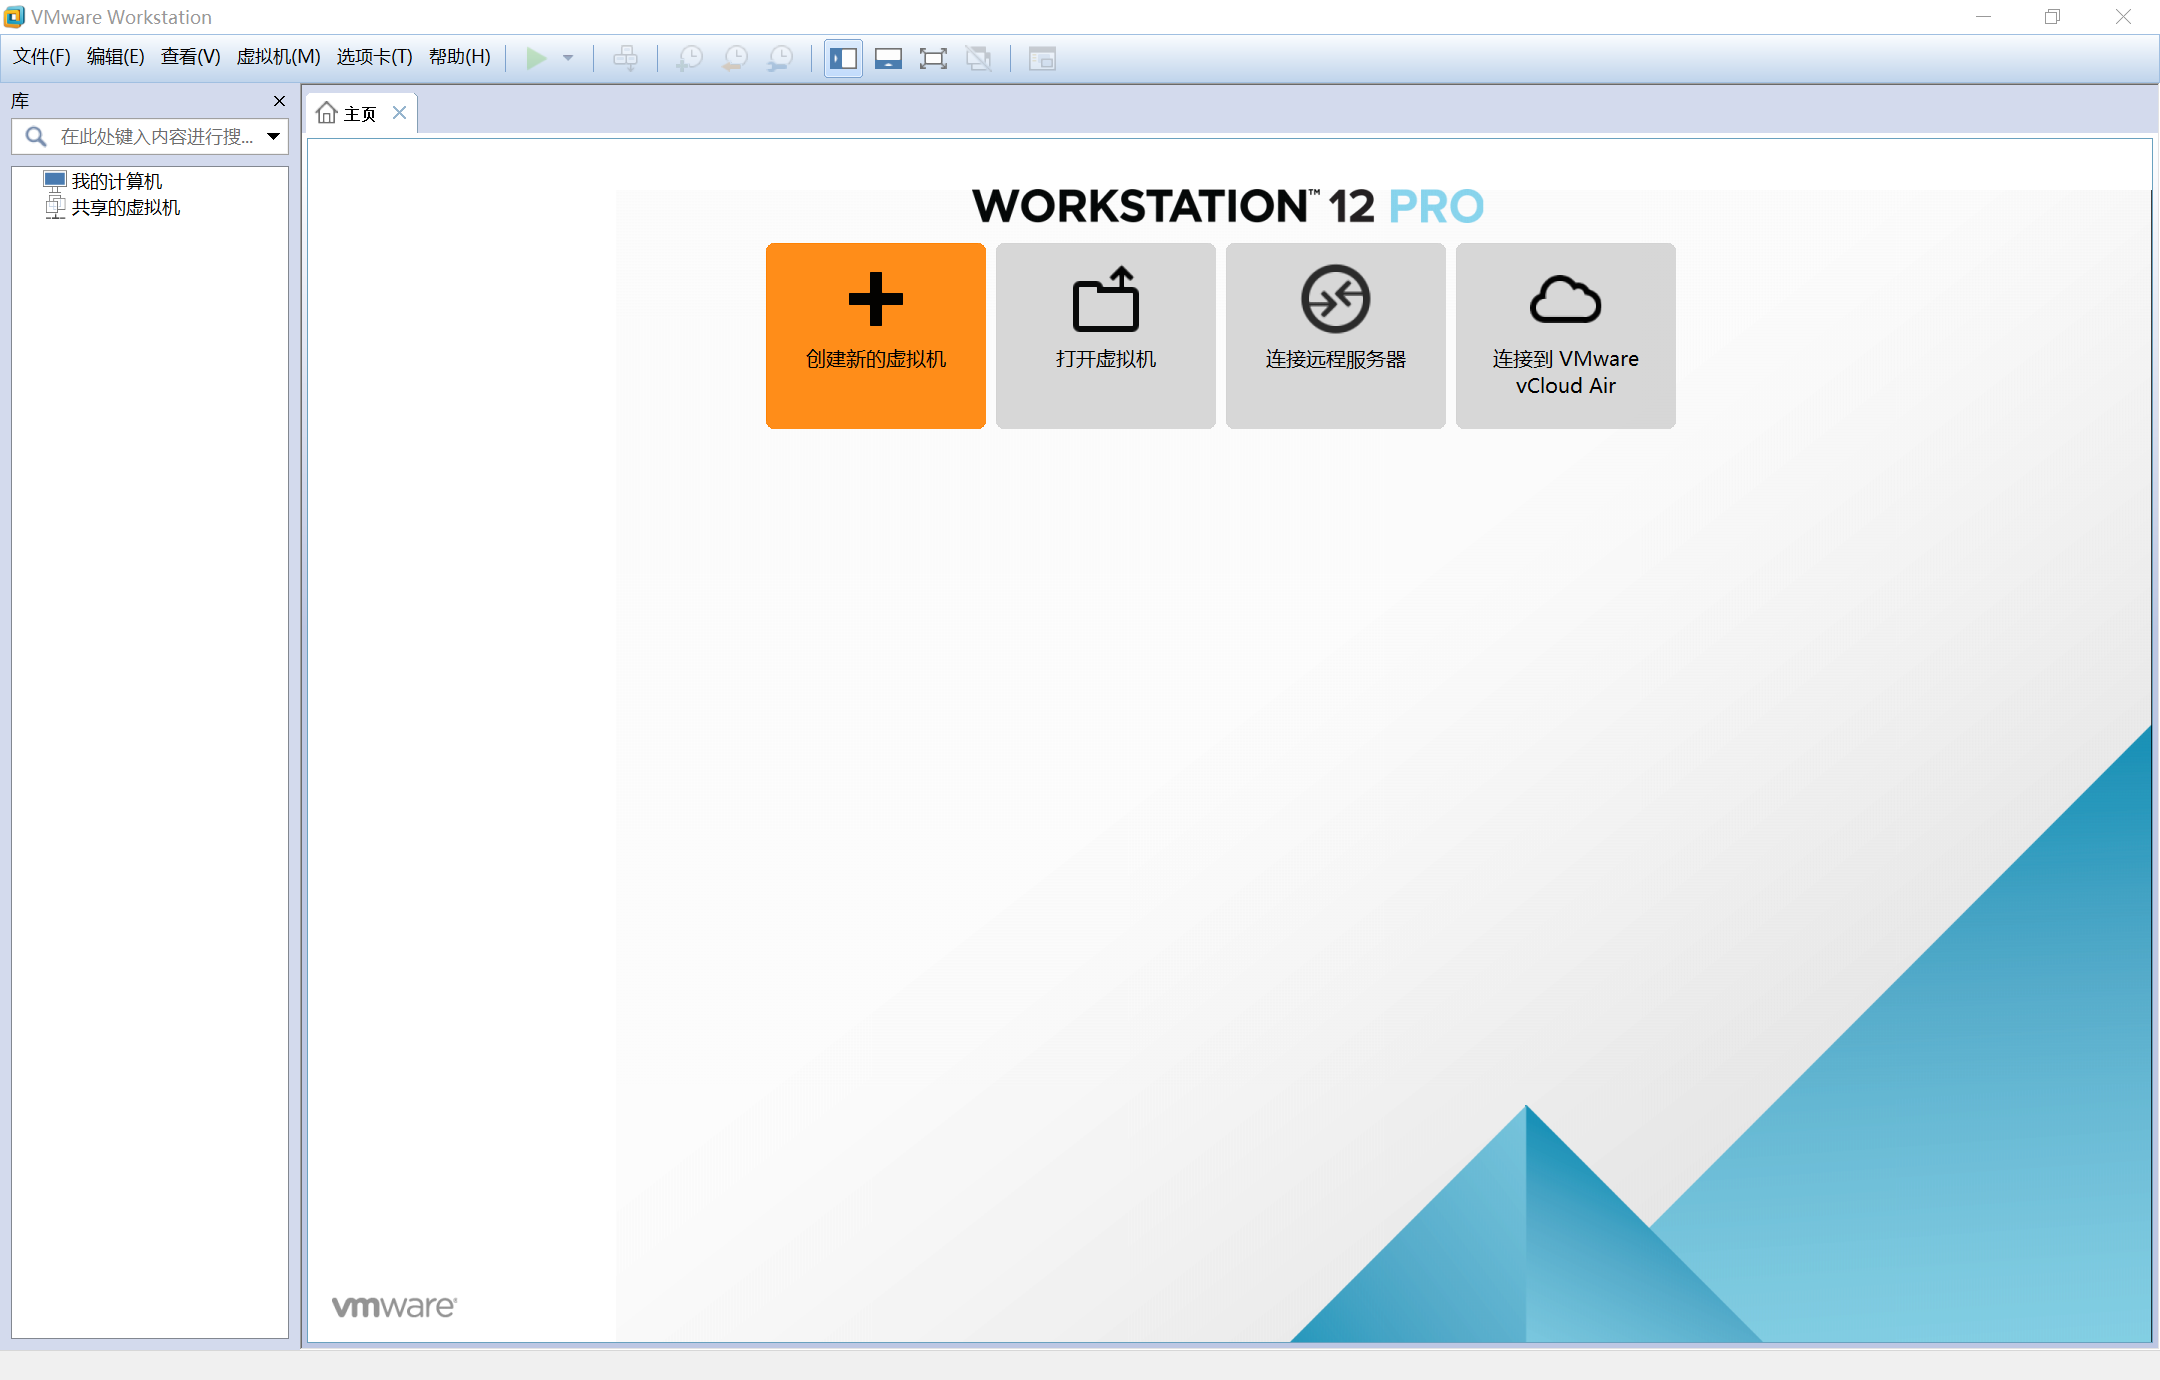 VMware Workstation
文件(F) 编辑(E) 查看(V) 虚拟机(M) 选项卡(T) 帮助(H)
库
主页
在此处键入内容进行搜...
我的计算机
共享的虚拟机
WORKSTATION™ 12 PRO
创建新的虚拟机
打开虚拟机
连接远程服务器
连接到 VMware
vCloud Air
vmware®